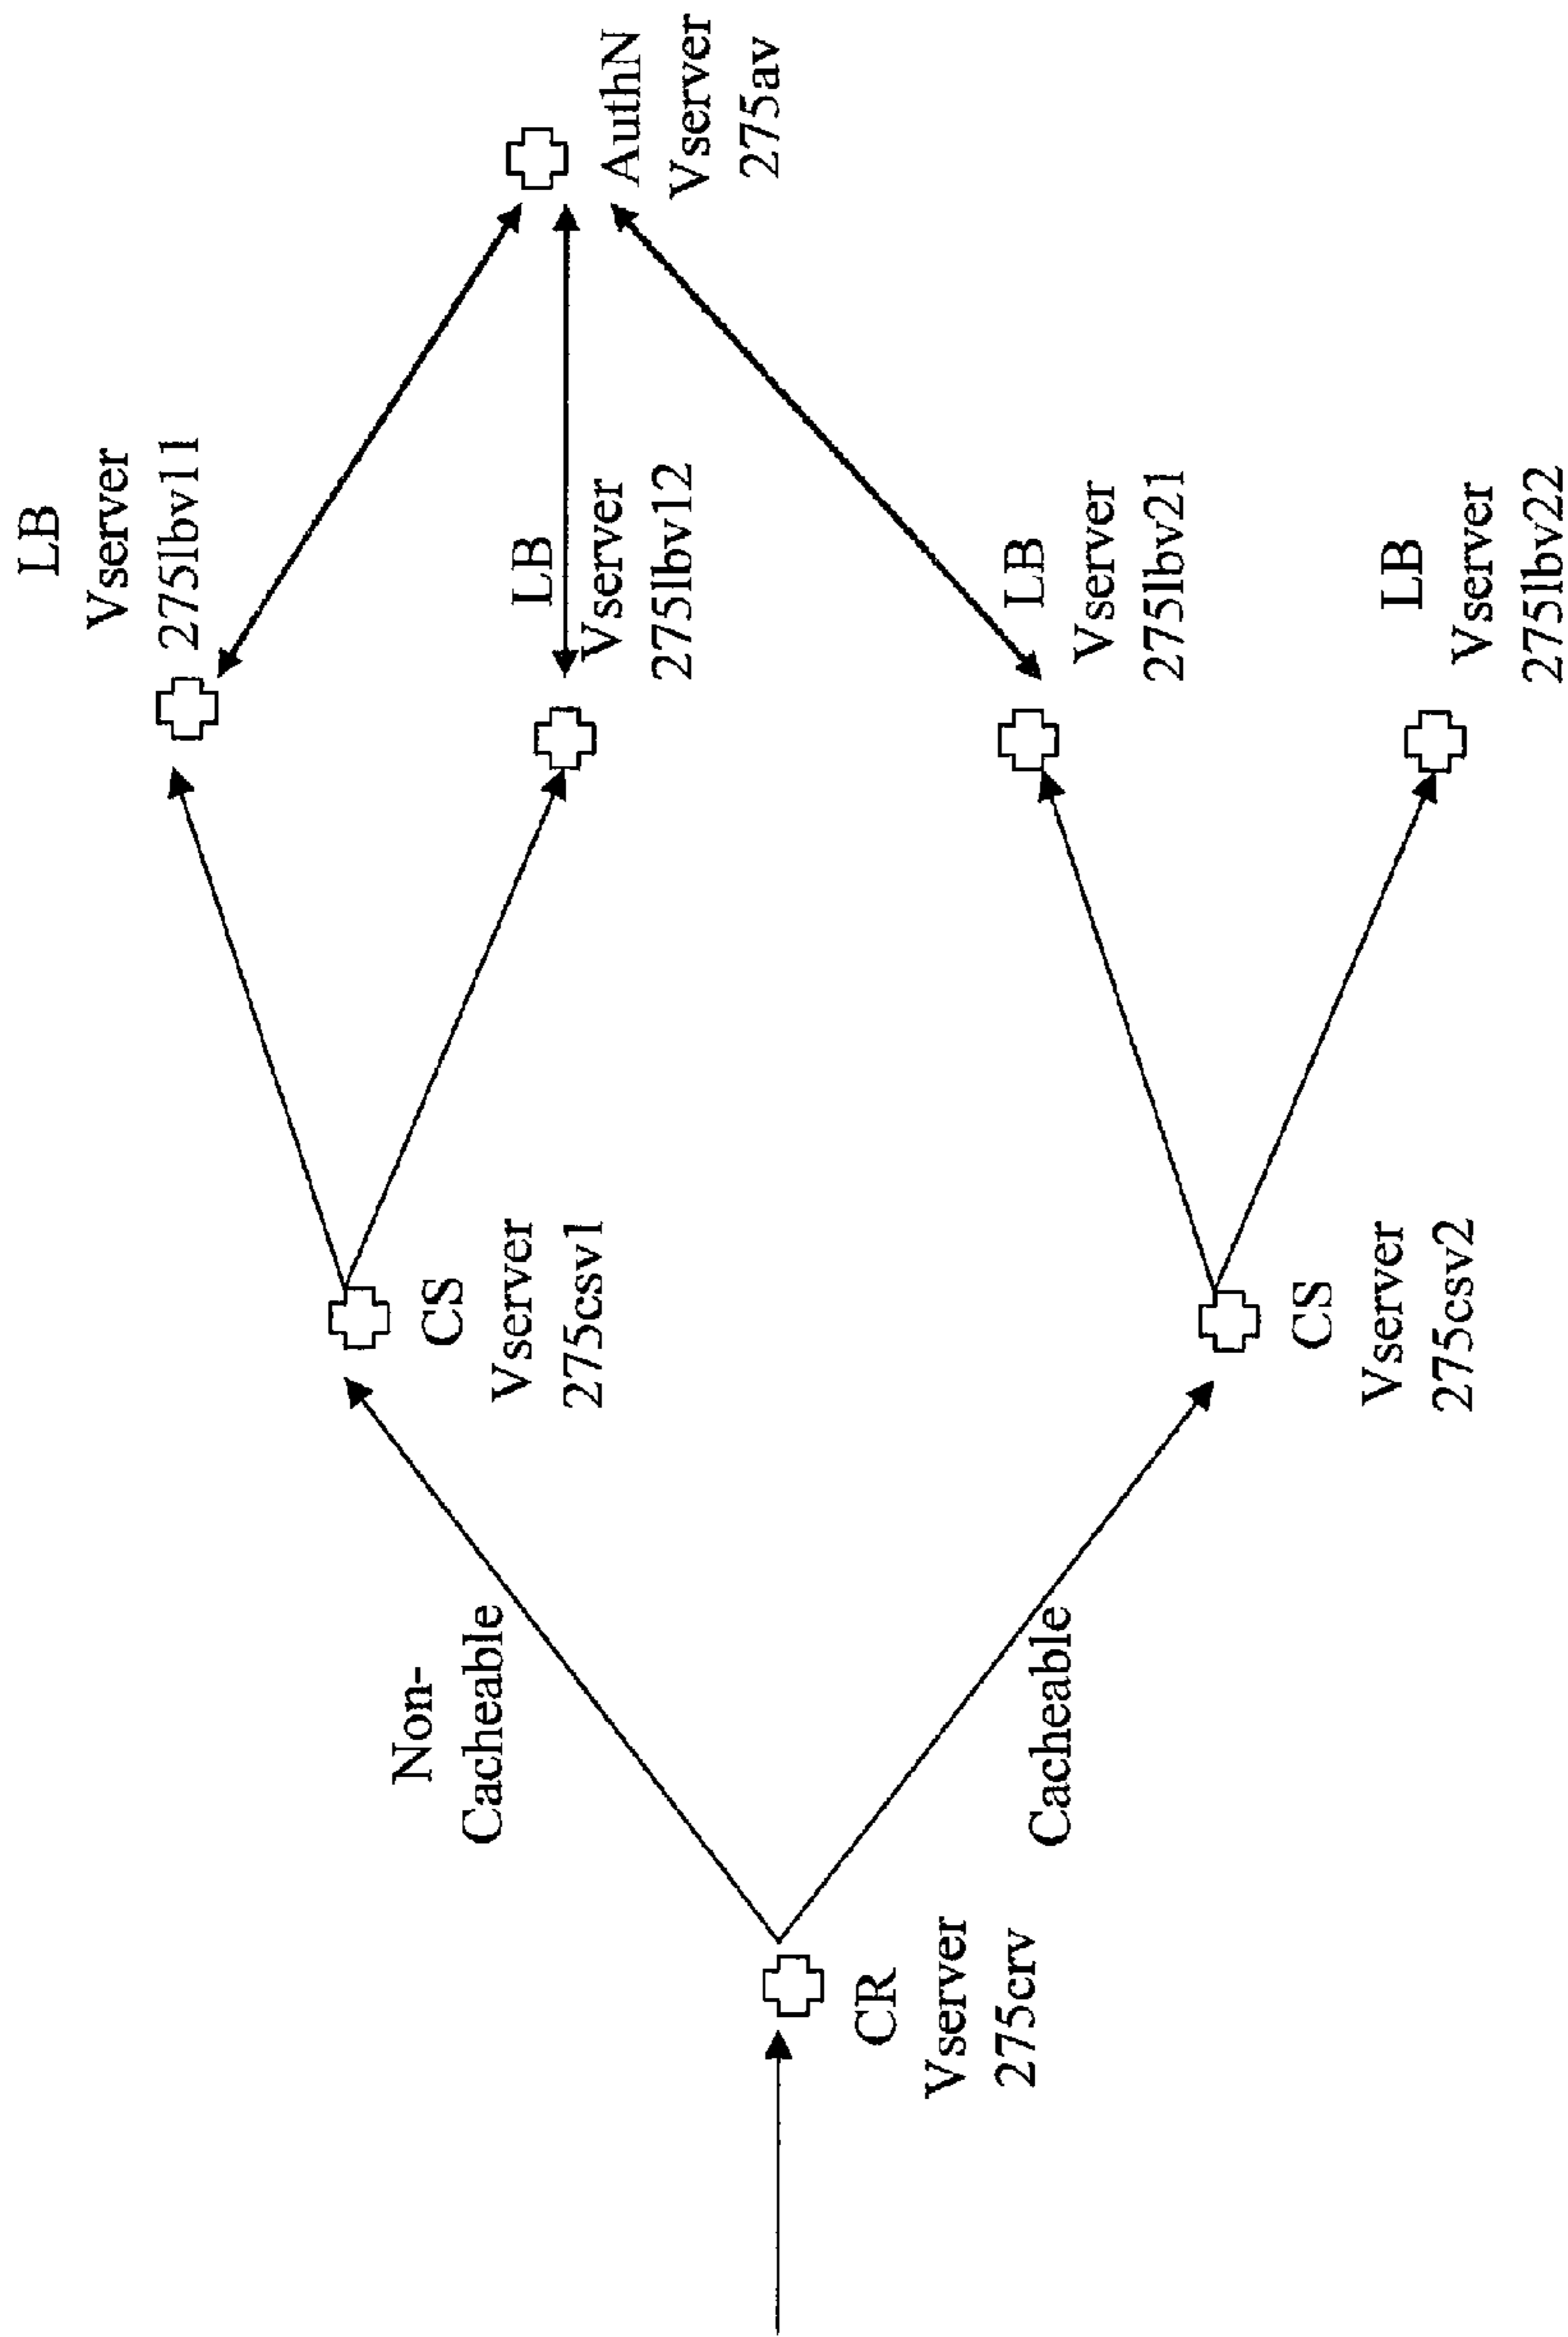 LB
Vserver
275lbv11
LB
Vserver
275lbv12
AuthN
Vserver
275av
LB
Vserver
275lbv21
LB
Vserver
275lbv22
CS
Vserver
275csv1
CS
Vserver
275csv2
Non-
Cacheable
Cacheable
CR
Vserver
275crv